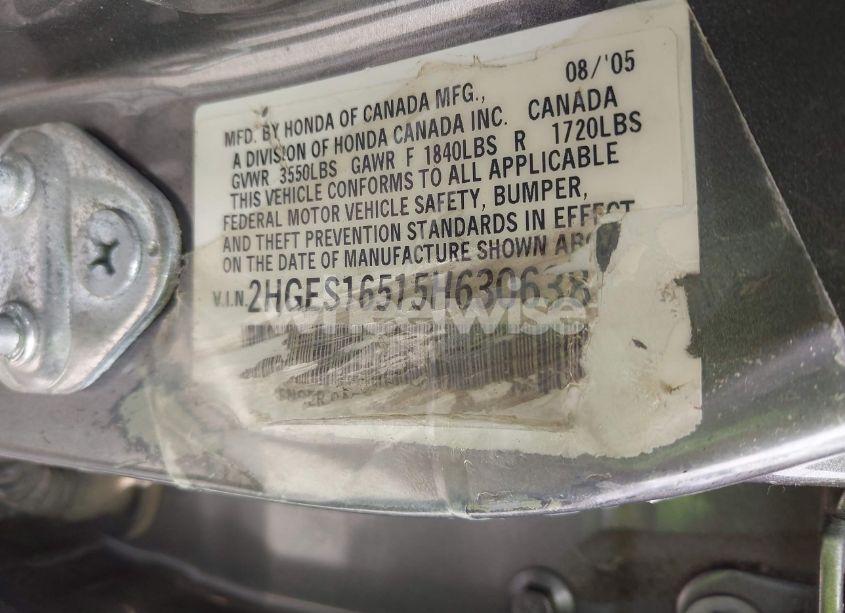 08/'05
MFD. BY HONDA OF CANADA MFG.,
A DIVISION OF HONDA CANADA INC. CANADA
GVWR 3550LBS GAWR F 1840LBS R 1720LBS
THIS VEHICLE CONFORMS TO ALL APPLICABLE
FEDERAL MOTOR VEHICLE SAFETY, BUMPER,
AND THEFT PREVENTION STANDARDS IN EFFECT
ON THE DATE OF MANUFACTURE SHOWN
V.I.N.
wheelwise